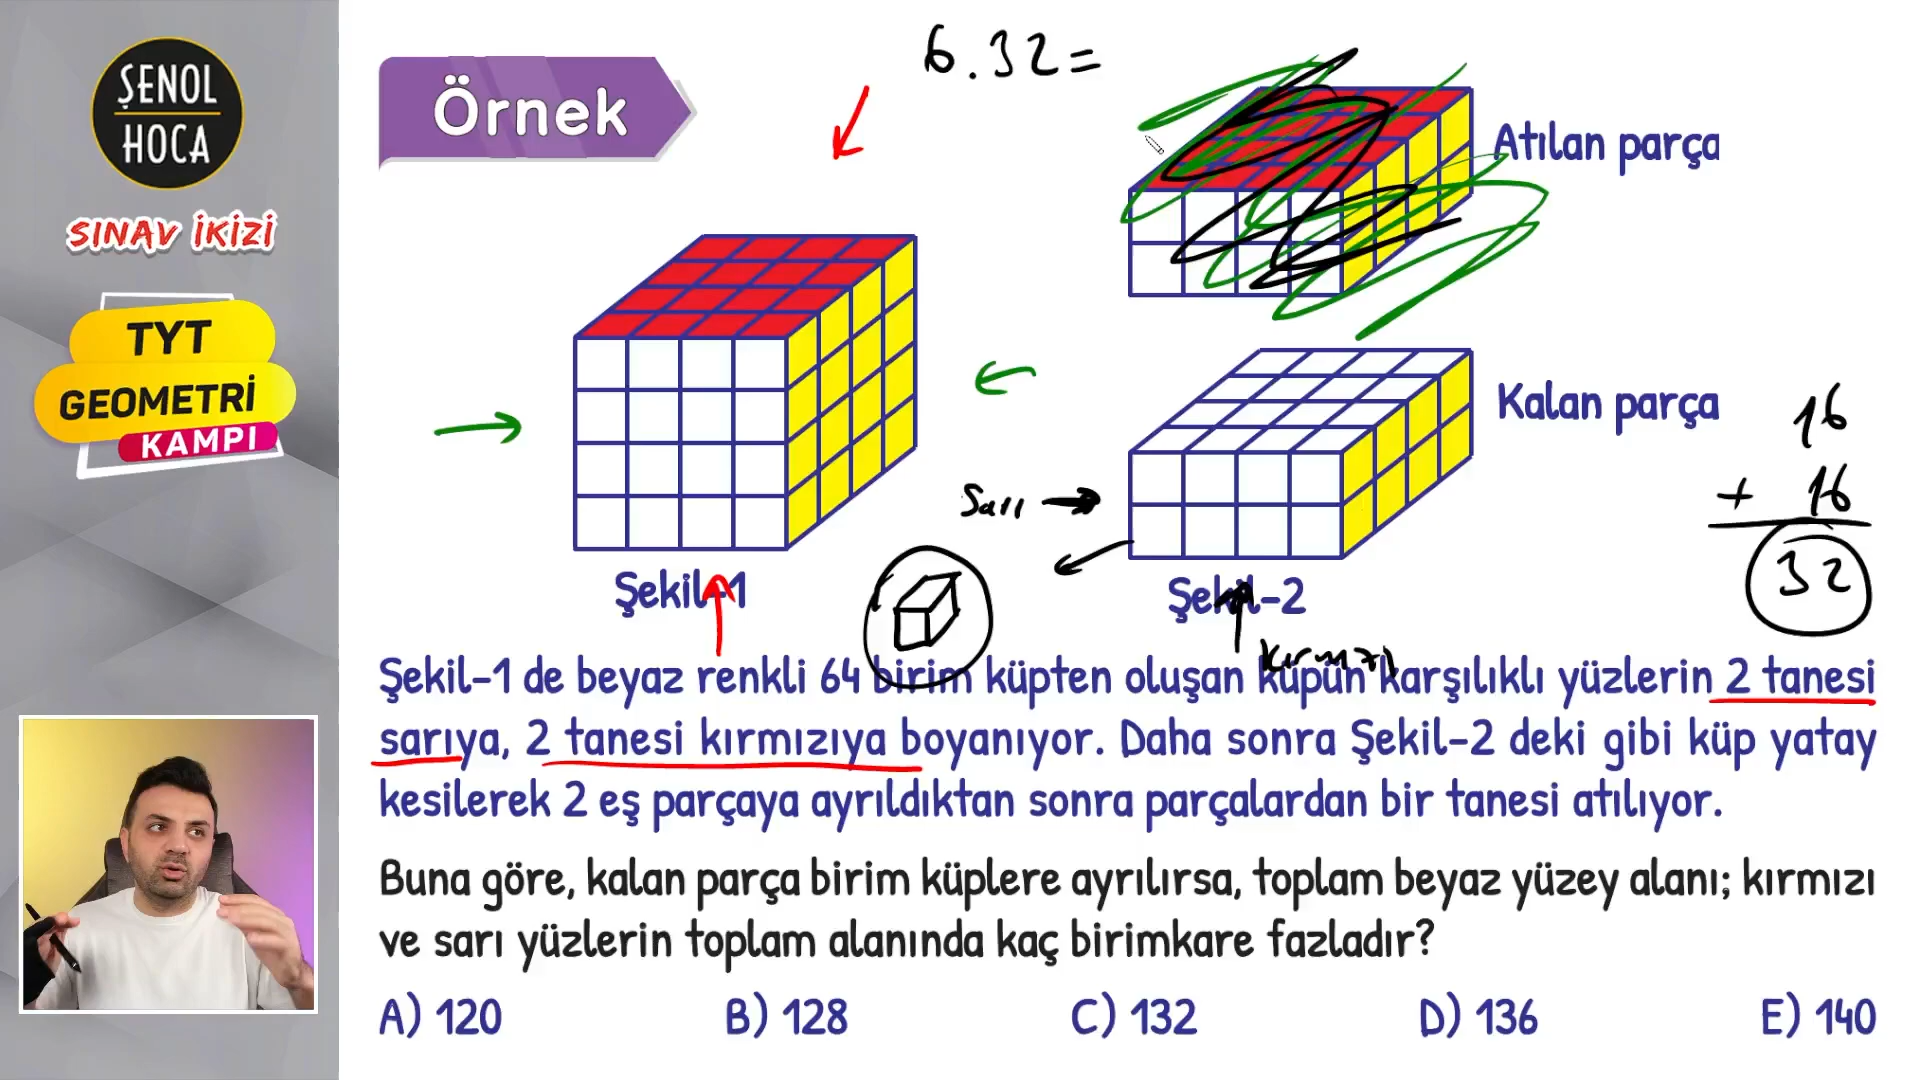 ŞENOL
HOCA
SINAV İKİZİ
TYT
GEOMETRİ
KAMPI
Örnek
6.32=
Atılan parça
Kalan parça
16
+ 16
32
Sarı
Şekil-1
Şekil-2
Kırmızı
Şekil-1 de beyaz renkli 64 birim küpten oluşan küpün karşılıklı yüzlerin 2 tanesi
sarıya, 2 tanesi kırmızıya boyanıyor. Daha sonra Şekil-2 deki gibi küp yatay
kesilerek 2 eş parçaya ayrıldıktan sonra parçalardan bir tanesi atılıyor.
Buna göre, kalan parça birim küplere ayrılırsa, toplam beyaz yüzey alanı; kırmızı
ve sarı yüzlerin toplam alanından kaç birimkare fazladır?
A) 120
B) 128
C) 132
D) 136
E) 140